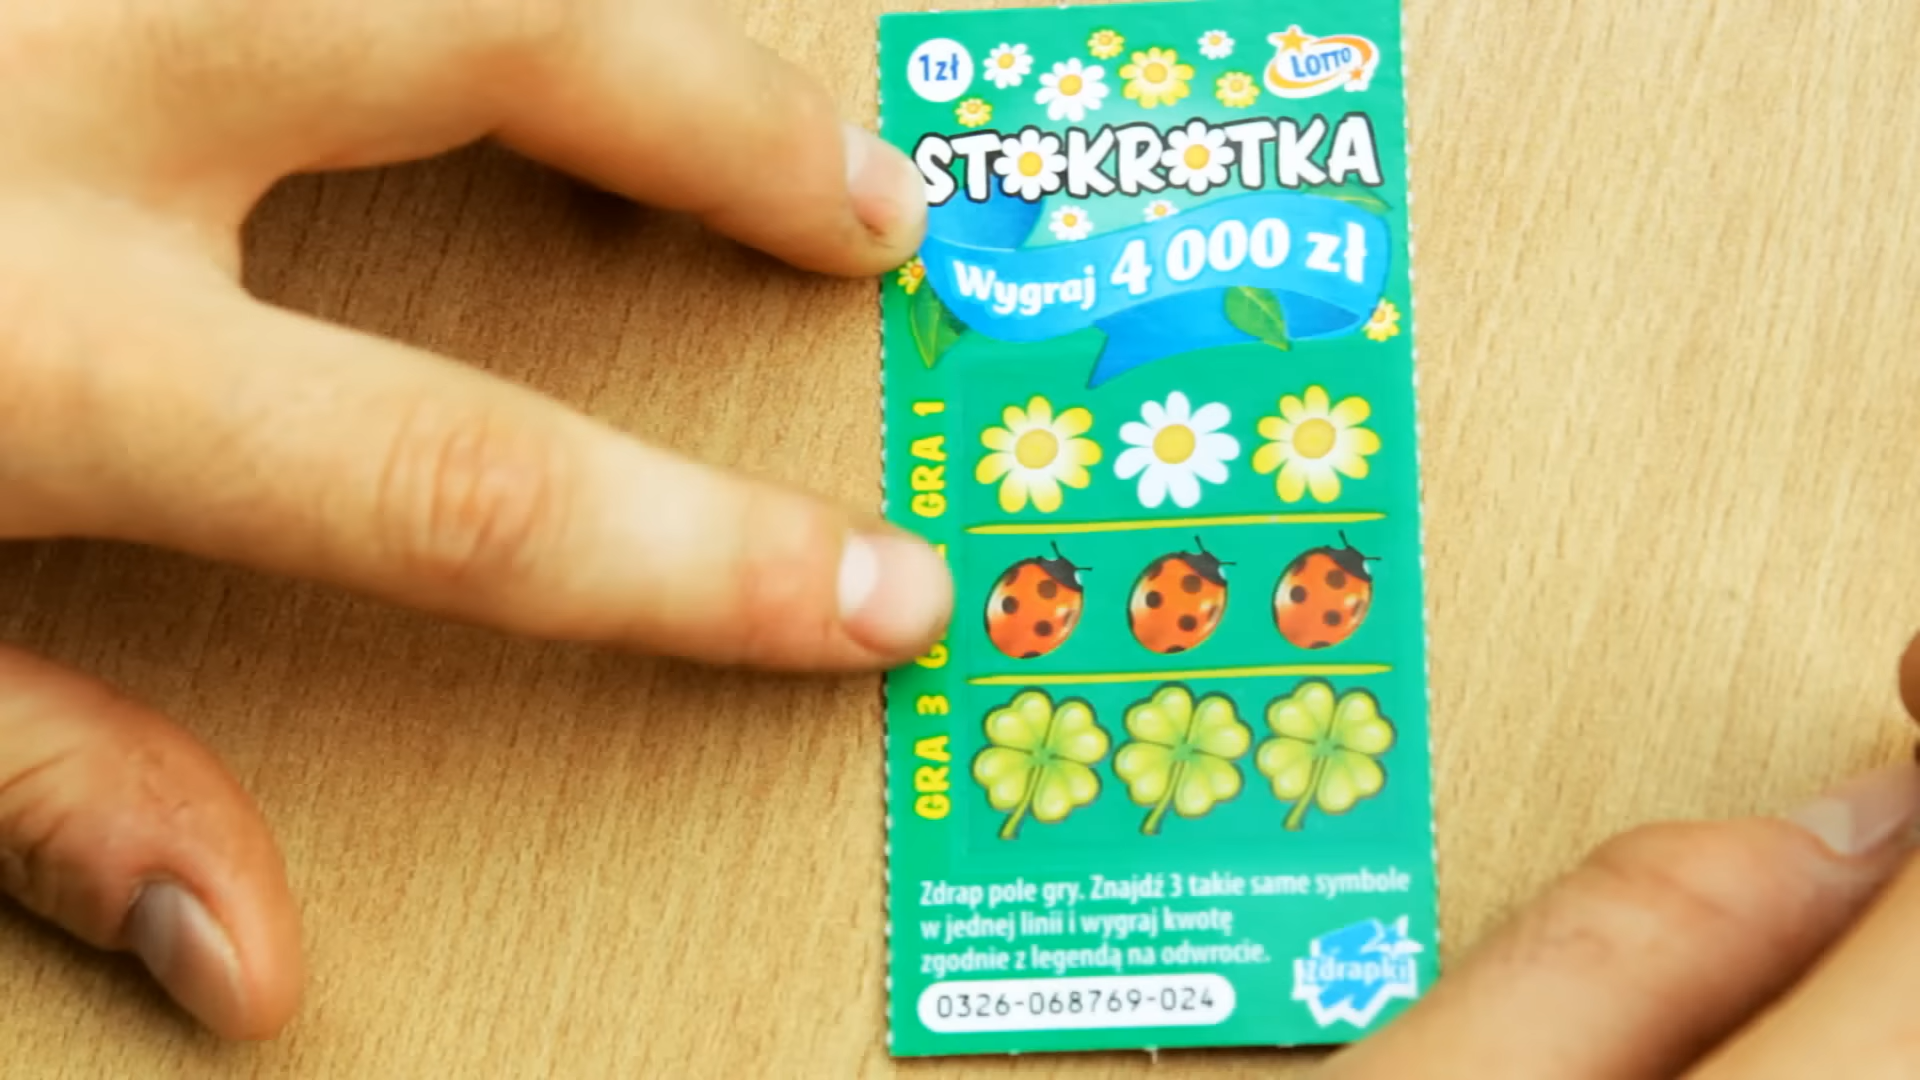 1zł
LOTTO
STOKROTKA
Wygraj 4 000 zł
GRA 1
GRA 3
Zdrap pole gry. Znajdź 3 takie same symbole
w jednej linii i wygraj kwotę
zgodnie z legendą na odwrocie.
Zdrapki
0326-068769-024